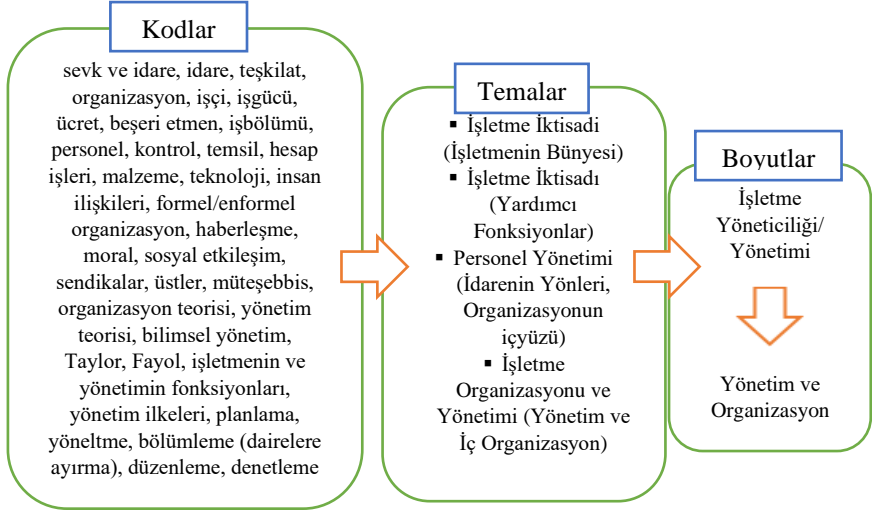 Kodlar
sevk ve idare, idare, teşkilat,
organizasyon, işçi, işgücü,
ücret, beşeri etmen, işbölümü,
personel, kontrol, temsil, hesap
işleri, malzeme, teknoloji, insan
ilişkileri, formel/enformel
organizasyon, haberleşme,
moral, sosyal etkileşim,
sendikalar, üstler, müteşebbis,
organizasyon teorisi, yönetim
teorisi, bilimsel yönetim,
Taylor, Fayol, işletmenin ve
yönetimin fonksiyonları,
yönetim ilkeleri, planlama,
yöneltme, bölümleme (dairelere
ayırma), düzenleme, denetleme
Temalar
▪ İşletme İktisadi
(İşletmenin Bünyesi)
▪ İşletme İktisadı
(Yardımcı
Fonksiyonlar)
▪ Personel Yönetimi
(İdarenin Yönleri,
Organizasyonun
içyüzü)
▪ İşletme
Organizasyonu ve
Yönetimi (Yönetim ve
İç Organizasyon)
Boyutlar
İşletme
Yöneticiliği/
Yönetimi
Yönetim ve
Organizasyon